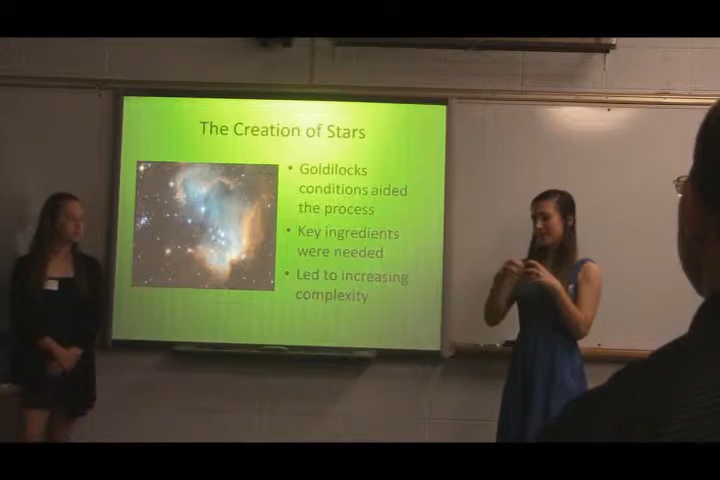 The Creation of Stars
• Goldilocks
conditions aided
the process
• Key ingredients
were needed
• Led to increasing
complexity